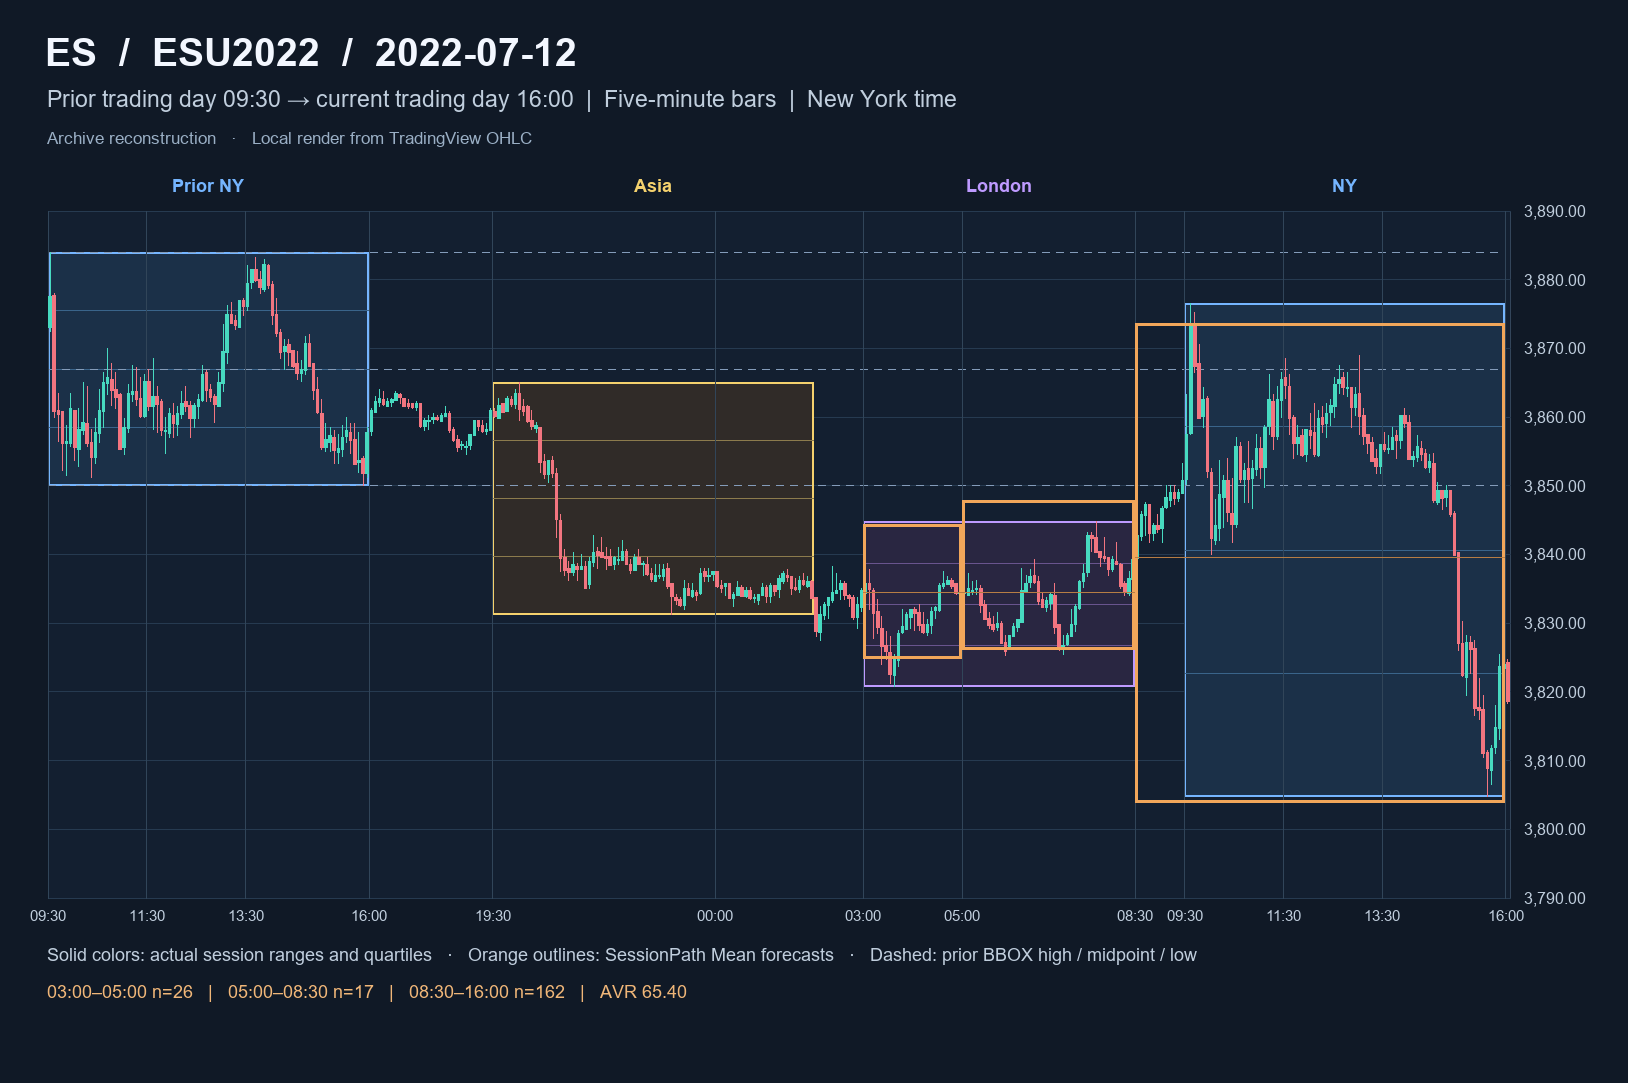 ES / ESU2022 / 2022-07-12
Prior trading day 09:30 → current trading day 16:00 | Five-minute bars | New York time
Archive reconstruction · Local render from TradingView OHLC
Prior NY Asia London NY
3,890.00
3,880.00
3,870.00
3,860.00
3,850.00
3,840.00
3,830.00
3,820.00
3,810.00
3,800.00
3,790.00
09:30 11:30 13:30 16:00 19:30 00:00 03:00 05:00 08:30 09:30 11:30 13:30 16:00
Solid colors: actual session ranges and quartiles · Orange outlines: SessionPath Mean forecasts · Dashed: prior BBOX high / midpoint / low
03:00–05:00 n=26 | 05:00–08:30 n=17 | 08:30–16:00 n=162 | AVR 65.40